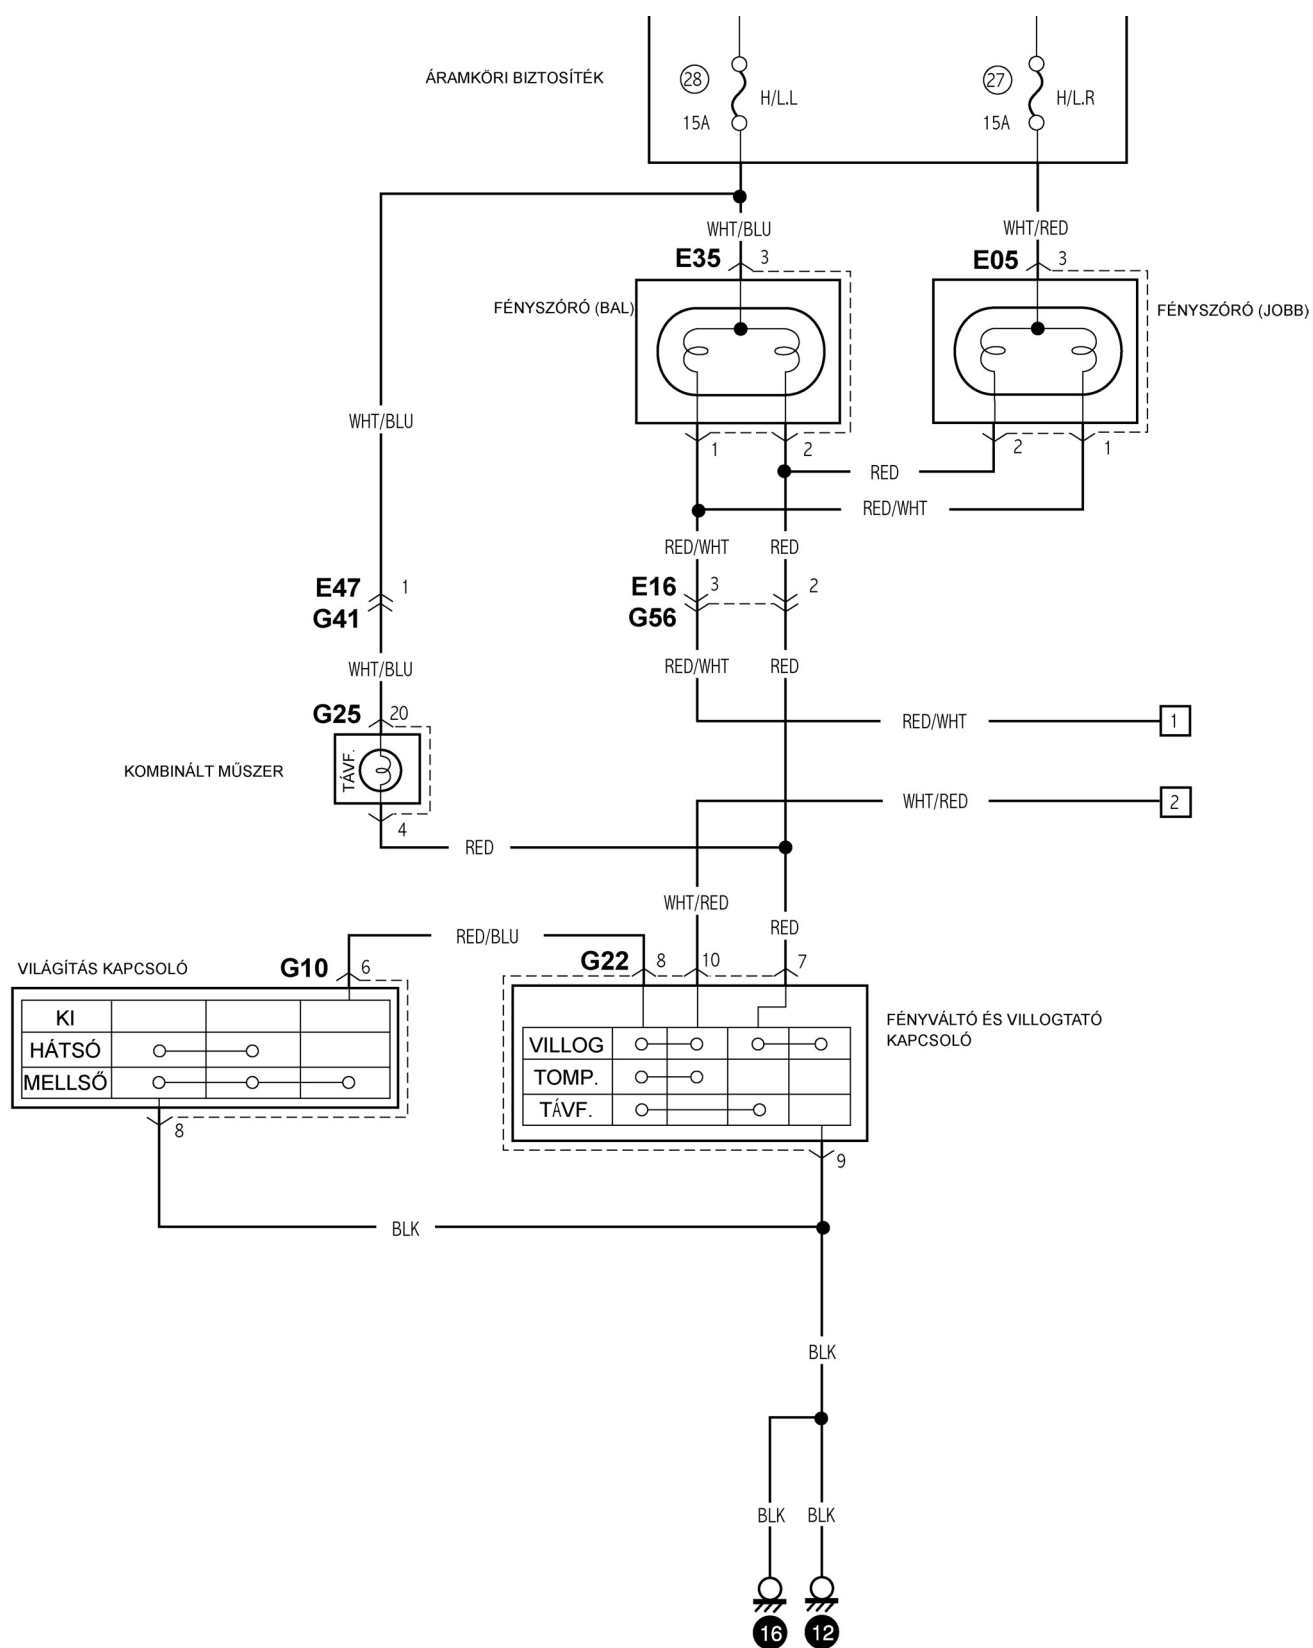 ÁRAMKÖRI BIZTOSÍTÉK
28
H/L.L
15A
27
H/L.R
15A
WHT/BLU
WHT/RED
E35 3
E05 3
FÉNYSZÓRÓ (BAL)
FÉNYSZÓRÓ (JOBB)
WHT/BLU
1
2
2
1
RED
RED/WHT
RED/WHT
RED
E47 1
G41
E16 3
2
G56
WHT/BLU
RED/WHT
RED
G25 20
RED/WHT
1
KOMBINÁLT MŰSZER
TÁVF.
WHT/RED
2
4
RED
WHT/RED
RED
RED/BLU
VILÁGÍTÁS KAPCSOLÓ
G10 6
G22 8
10
7
KI
HÁTSÓ
MELLSŐ
8
VILLOG
TOMP.
TÁVF.
9
FÉNYVÁLTÓ ÉS VILLOGTATÓ
KAPCSOLÓ
BLK
BLK
BLK
BLK
16
12